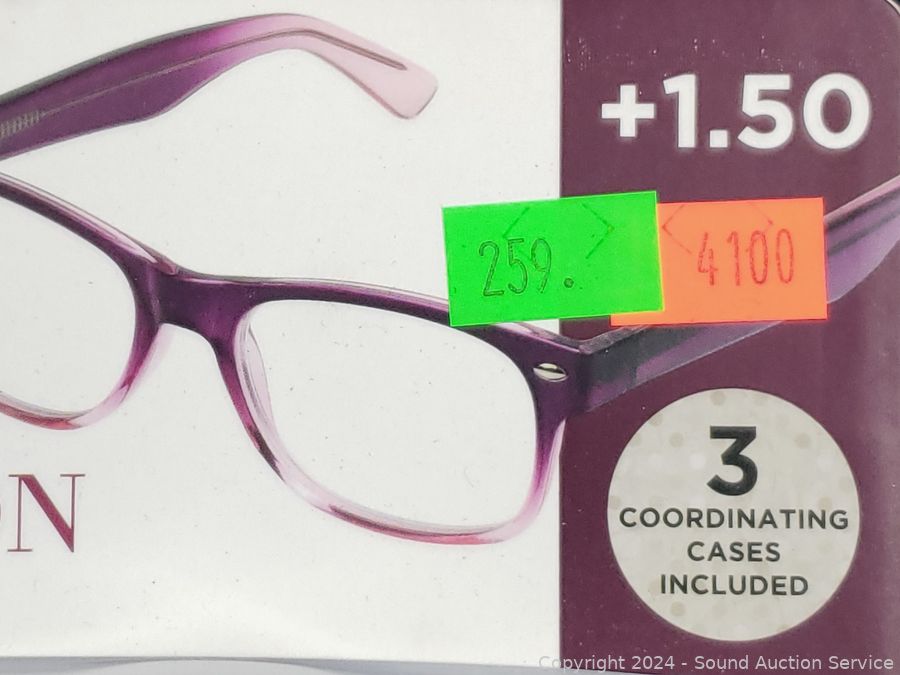 +1.50
259.
4100
ON
3
COORDINATING
CASES
INCLUDED
Copyright 2024 - Sound Auction Service